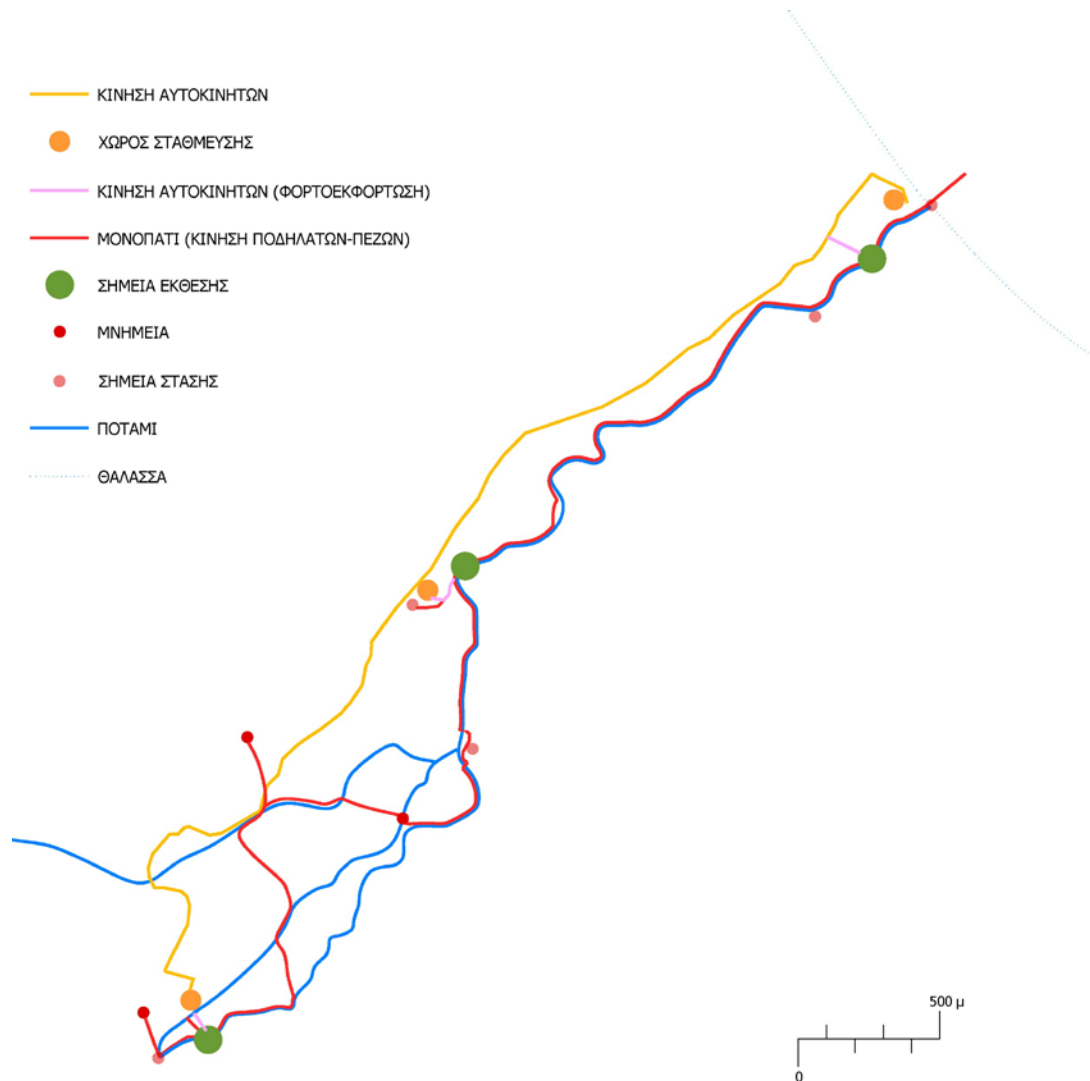 ΚΙΝΗΣΗ ΑΥΤΟΚΙΝΗΤΩΝ
ΧΩΡΟΣ ΣΤΑΘΜΕΥΣΗΣ
ΚΙΝΗΣΗ ΑΥΤΟΚΙΝΗΤΩΝ (ΦΟΡΤΟΕΚΦΟΡΤΩΣΗ)
ΜΟΝΟΠΑΤΙ (ΚΙΝΗΣΗ ΠΟΔΗΛΑΤΩΝ-ΠΕΖΩΝ)
ΣΗΜΕΙΑ ΕΚΘΕΣΗΣ
ΜΝΗΜΕΙΑ
ΣΗΜΕΙΑ ΣΤΑΣΗΣ
ΠΟΤΑΜΙ
ΘΑΛΑΣΣΑ
500 μ
0